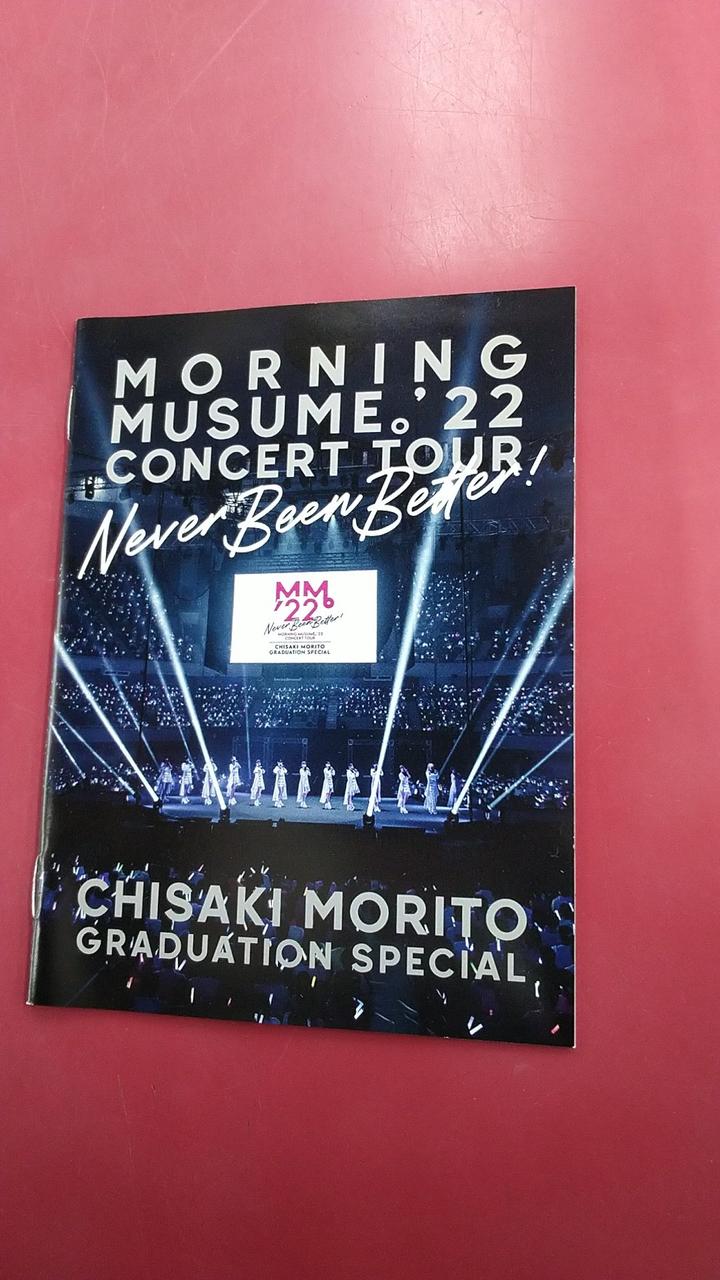 MORNING
MUSUME。'22
CONCERT TOUR
Never Been Better!
MM
'22
Never Been Better!
MORNING MUSUME。'22
CONCERT TOUR
CHISAKI MORITO
GRADUATION SPECIAL
CHISAKI MORITO
GRADUATION SPECIAL